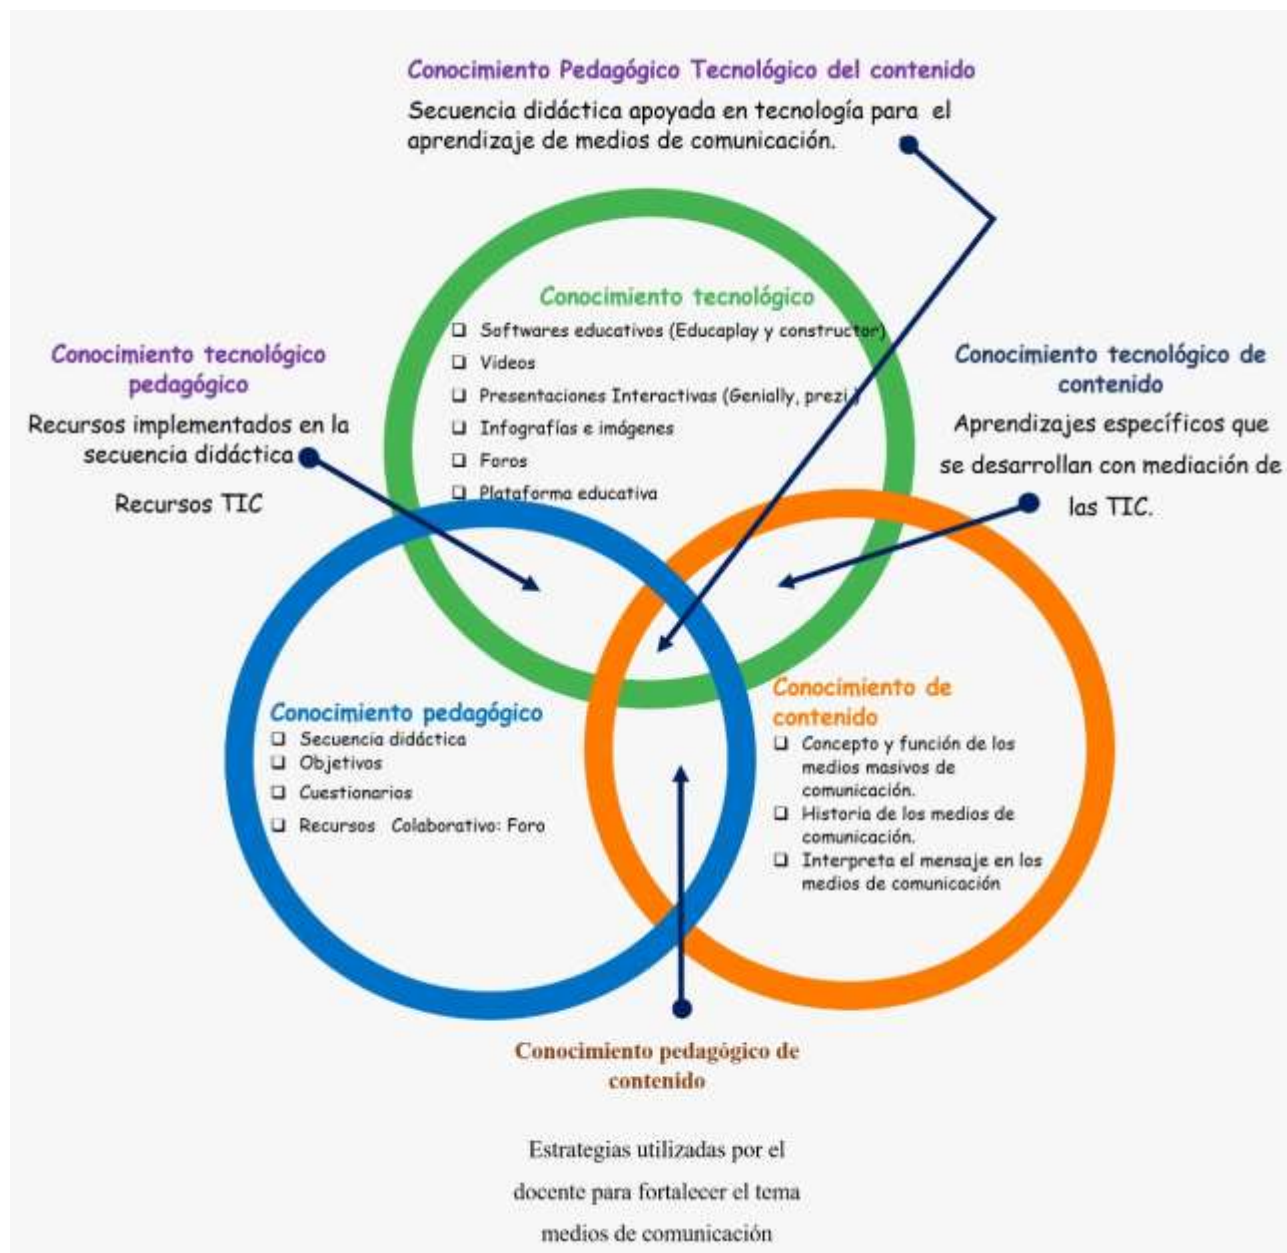 Conocimiento Pedagógico Tecnológico del contenido
Secuencia didáctica apoyada en tecnología para el
aprendizaje de medios de comunicación.
Conocimiento tecnológico
❑ Softwares educativos (Educaplay y constructor)
❑ Videos
❑ Presentaciones Interactivas (Genially, prezi )
❑ Infografías e imágenes
❑ Foros
❑ Plataforma educativa
Conocimiento tecnológico
pedagógico
Recursos implementados en la
secuencia didáctica
Recursos TIC
Conocimiento tecnológico de
contenido
Aprendizajes específicos que
se desarrollan con mediación de
las TIC.
Conocimiento pedagógico
❑ Secuencia didáctica
❑ Objetivos
❑ Cuestionarios
❑ Recursos Colaborativo: Foro
Conocimiento de
contenido
❑ Concepto y función de los
medios masivos de
comunicación.
❑ Historia de los medios de
comunicación.
❑ Interpreta el mensaje en los
medios de comunicación
Conocimiento pedagógico de
contenido
Estrategias utilizadas por el
docente para fortalecer el tema
medios de comunicación